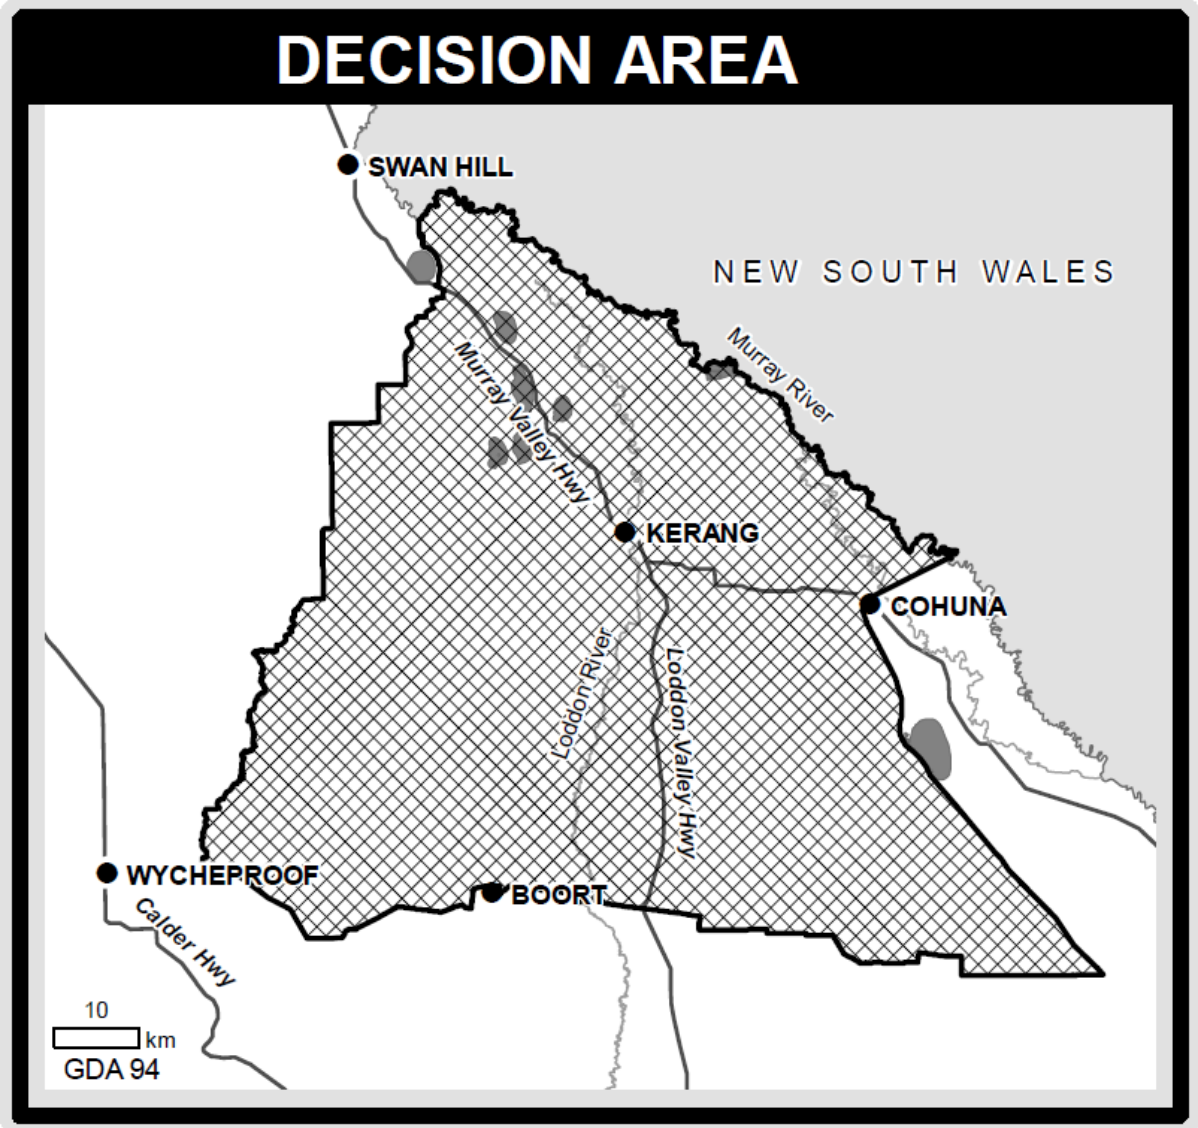 DECISION AREA
SWAN HILL
NEW SOUTH WALES
Murray River
Murray Valley Hwy
KERANG
COHUNA
Loddon River
Loddon Valley Hwy
WYCHEPROOF
BOORT
Calder Hwy
10
km
GDA 94